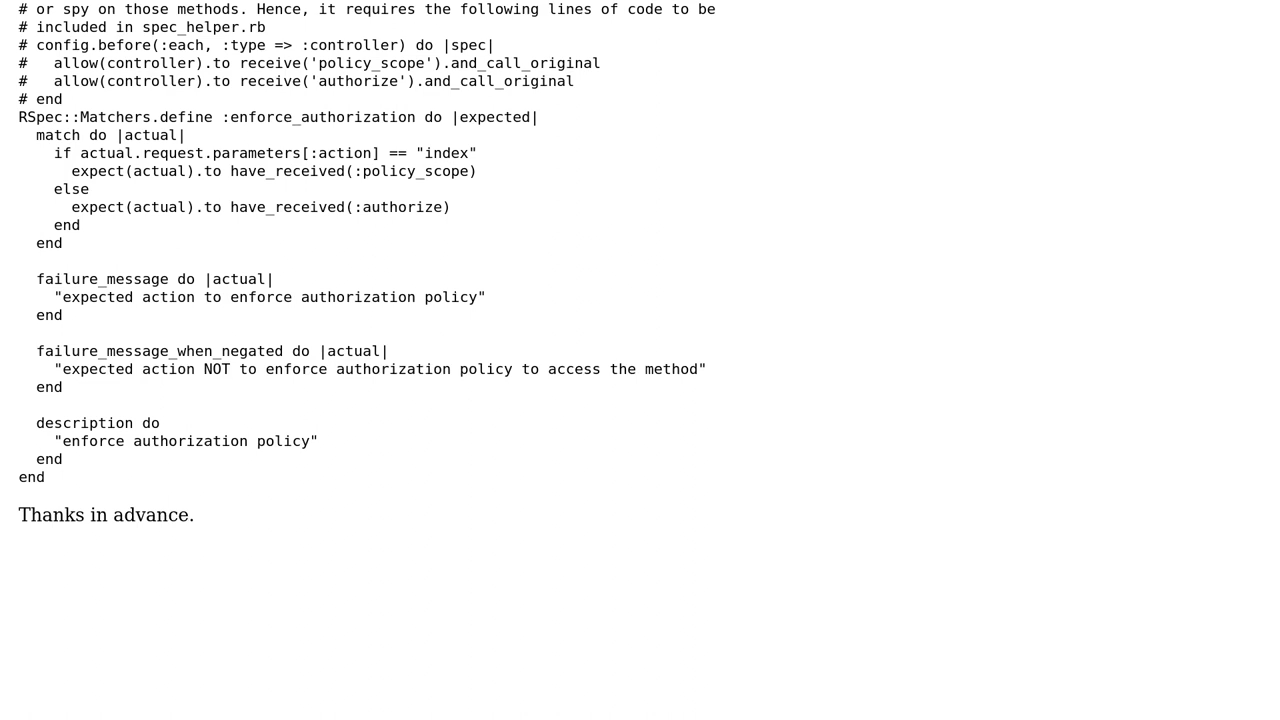 # or spy on those methods. Hence, it requires the following lines of code to be
# included in spec_helper.rb
# config.before(:each, :type => :controller) do |spec|
#   allow(controller).to receive('policy_scope').and_call_original
#   allow(controller).to receive('authorize').and_call_original
# end
RSpec::Matchers.define :enforce_authorization do |expected|
  match do |actual|
    if actual.request.parameters[:action] == "index"
      expect(actual).to have_received(:policy_scope)
    else
      expect(actual).to have_received(:authorize)
    end
  end

  failure_message do |actual|
    "expected action to enforce authorization policy"
  end

  failure_message_when_negated do |actual|
    "expected action NOT to enforce authorization policy to access the method"
  end

  description do
    "enforce authorization policy"
  end
end
Thanks in advance.